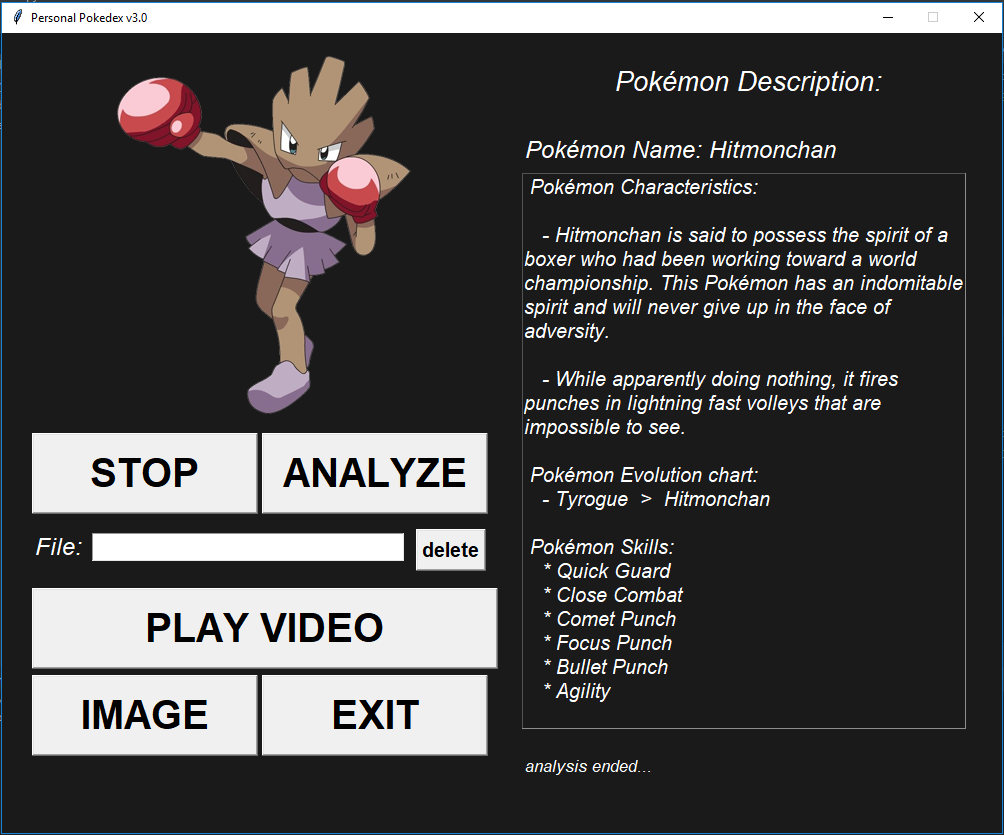 Personal Pokedex v3.0
Pokémon Description:
Pokémon Name: Hitmonchan
Pokémon Characteristics:
- Hitmonchan is said to possess the spirit of a
boxer who had been working toward a world
championship. This Pokémon has an indomitable
spirit and will never give up in the face of
adversity.
- While apparently doing nothing, it fires
punches in lightning fast volleys that are
impossible to see.
Pokémon Evolution chart:
- Tyrogue > Hitmonchan
Pokémon Skills:
* Quick Guard
* Close Combat
* Comet Punch
* Focus Punch
* Bullet Punch
* Agility
analysis ended...
STOP ANALYZE
File: delete
PLAY VIDEO
IMAGE EXIT